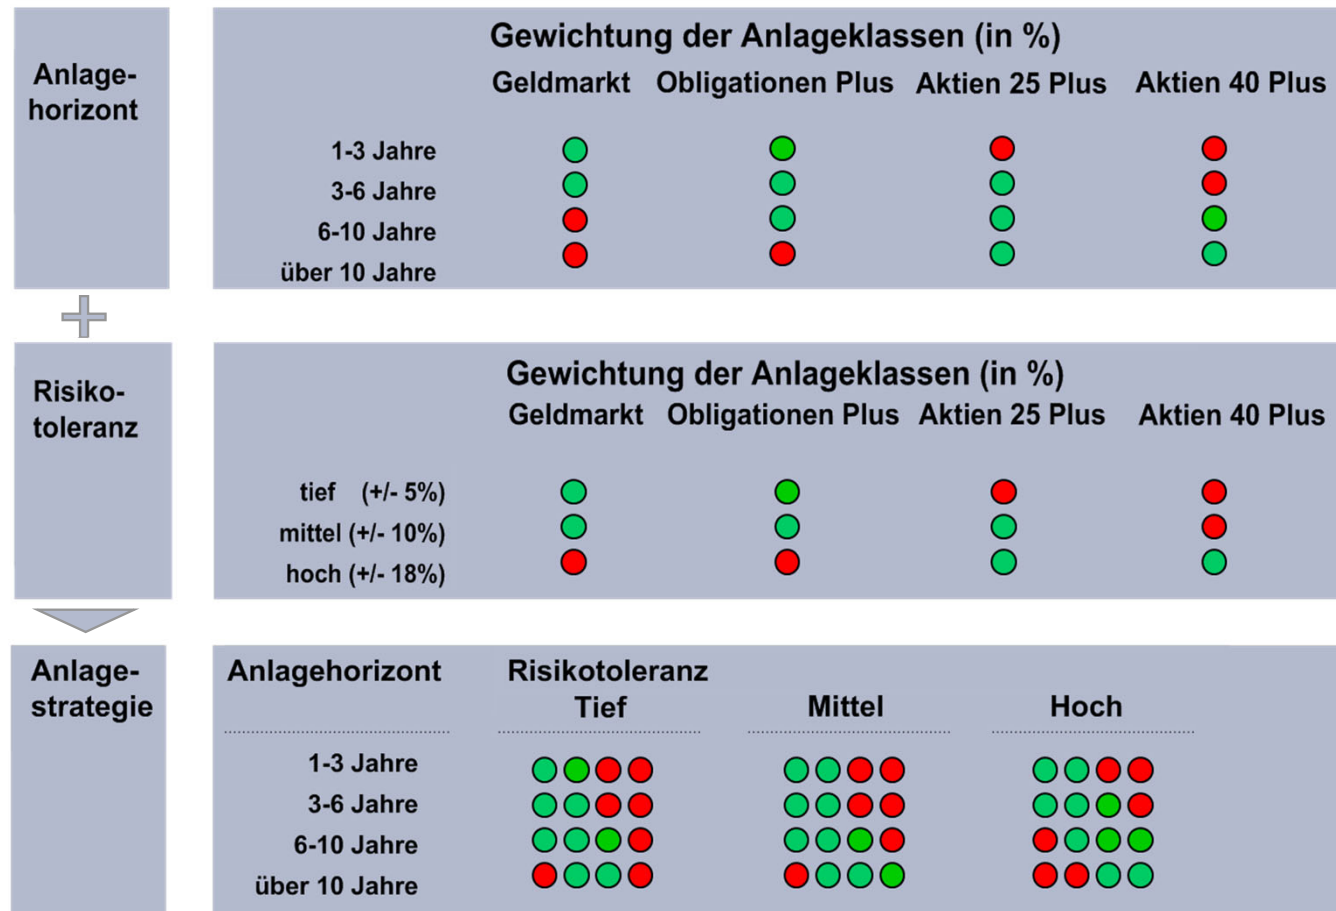 Anlage-
horizont
Gewichtung der Anlageklassen (in %)
Geldmarkt Obligationen Plus Aktien 25 Plus Aktien 40 Plus
1-3 Jahre
3-6 Jahre
6-10 Jahre
über 10 Jahre
Risiko-
toleranz
Gewichtung der Anlageklassen (in %)
Geldmarkt Obligationen Plus Aktien 25 Plus Aktien 40 Plus
tief (+/- 5%)
mittel (+/- 10%)
hoch (+/- 18%)
Anlage-
strategie
Anlagehorizont Risikotoleranz
Tief Mittel Hoch
1-3 Jahre
3-6 Jahre
6-10 Jahre
über 10 Jahre